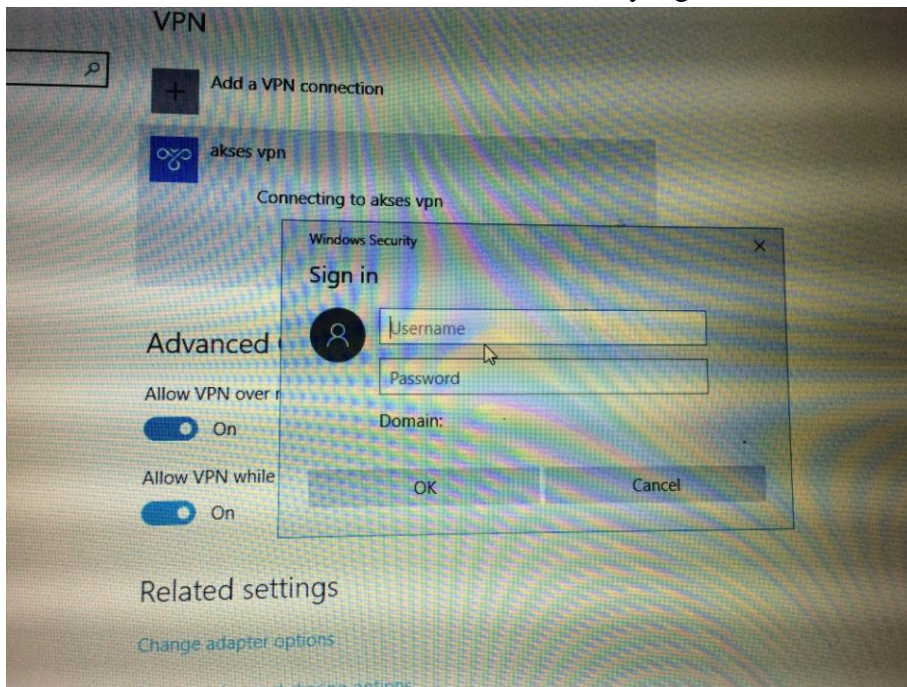 VPN
Add a VPN connection
akses vpn
Connecting to akses vpn
Windows Security
Sign in
Username
Password
Domain:
OK
Cancel
Advanced
Allow VPN over
On
Allow VPN while
On
Related settings
Change adapter options
options